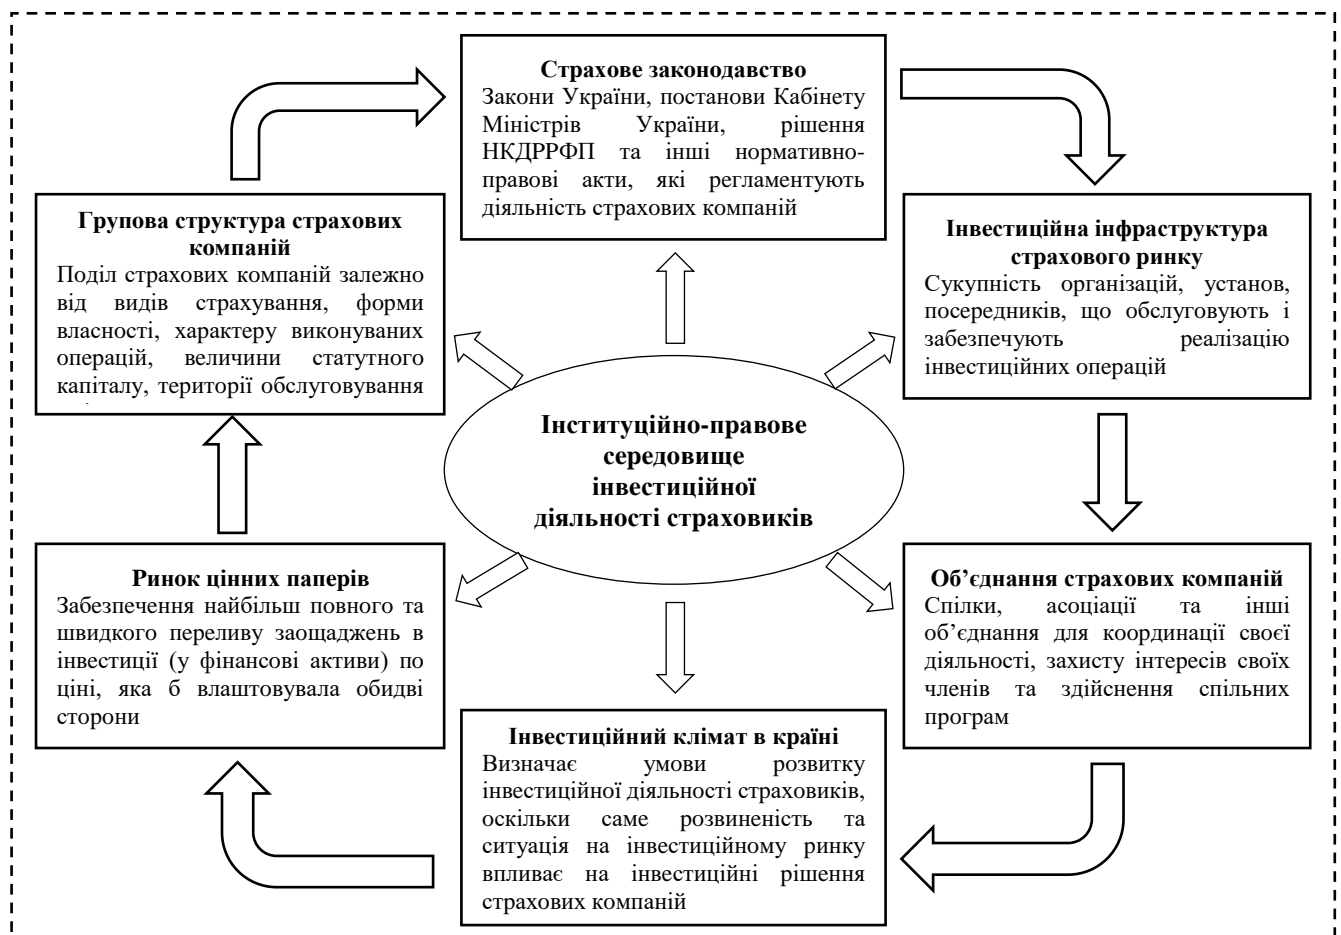 Страхове законодавство
Закони України, постанови Кабінету
Міністрів України, рішення
НКДРРФП та інші нормативно-
правові акти, які регламентують
діяльність страхових компаній
Групова структура страхових
компаній
Поділ страхових компаній залежно
від видів страхування, форми
власності, характеру виконуваних
операцій, величини статутного
капіталу, території обслуговування
Інвестиційна інфраструктура
страхового ринку
Сукупність організацій, установ,
посередників, що обслуговують і
забезпечують реалізацію
інвестиційних операцій
Інституційно-правове
середовище
інвестиційної
діяльності страховиків
Ринок цінних паперів
Забезпечення найбільш повного та
швидкого переливу заощаджень в
інвестиції (у фінансові активи) по
ціні, яка б влаштовувала обидві
сторони
Об’єднання страхових компаній
Спілки, асоціації та інші
об’єднання для координації своєї
діяльності, захисту інтересів своїх
членів та здійснення спільних
програм
Інвестиційний клімат в країні
Визначає умови розвитку
інвестиційної діяльності страховиків,
оскільки саме розвиненість та
ситуація на інвестиційному ринку
впливає на інвестиційні рішення
страхових компаній